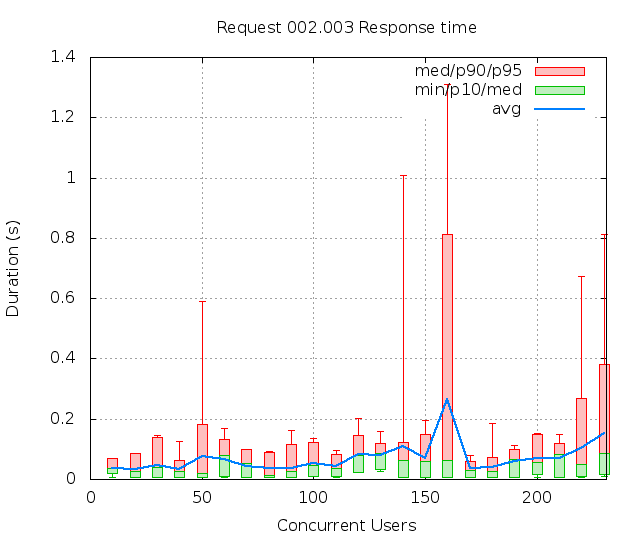 Request 002.003 Response time
med/p90/p95
min/p10/med
avg
1.4
1.2
1
0.8
0.6
0.4
0.2
0
0 50 100 150 200
Duration (s)
Concurrent Users